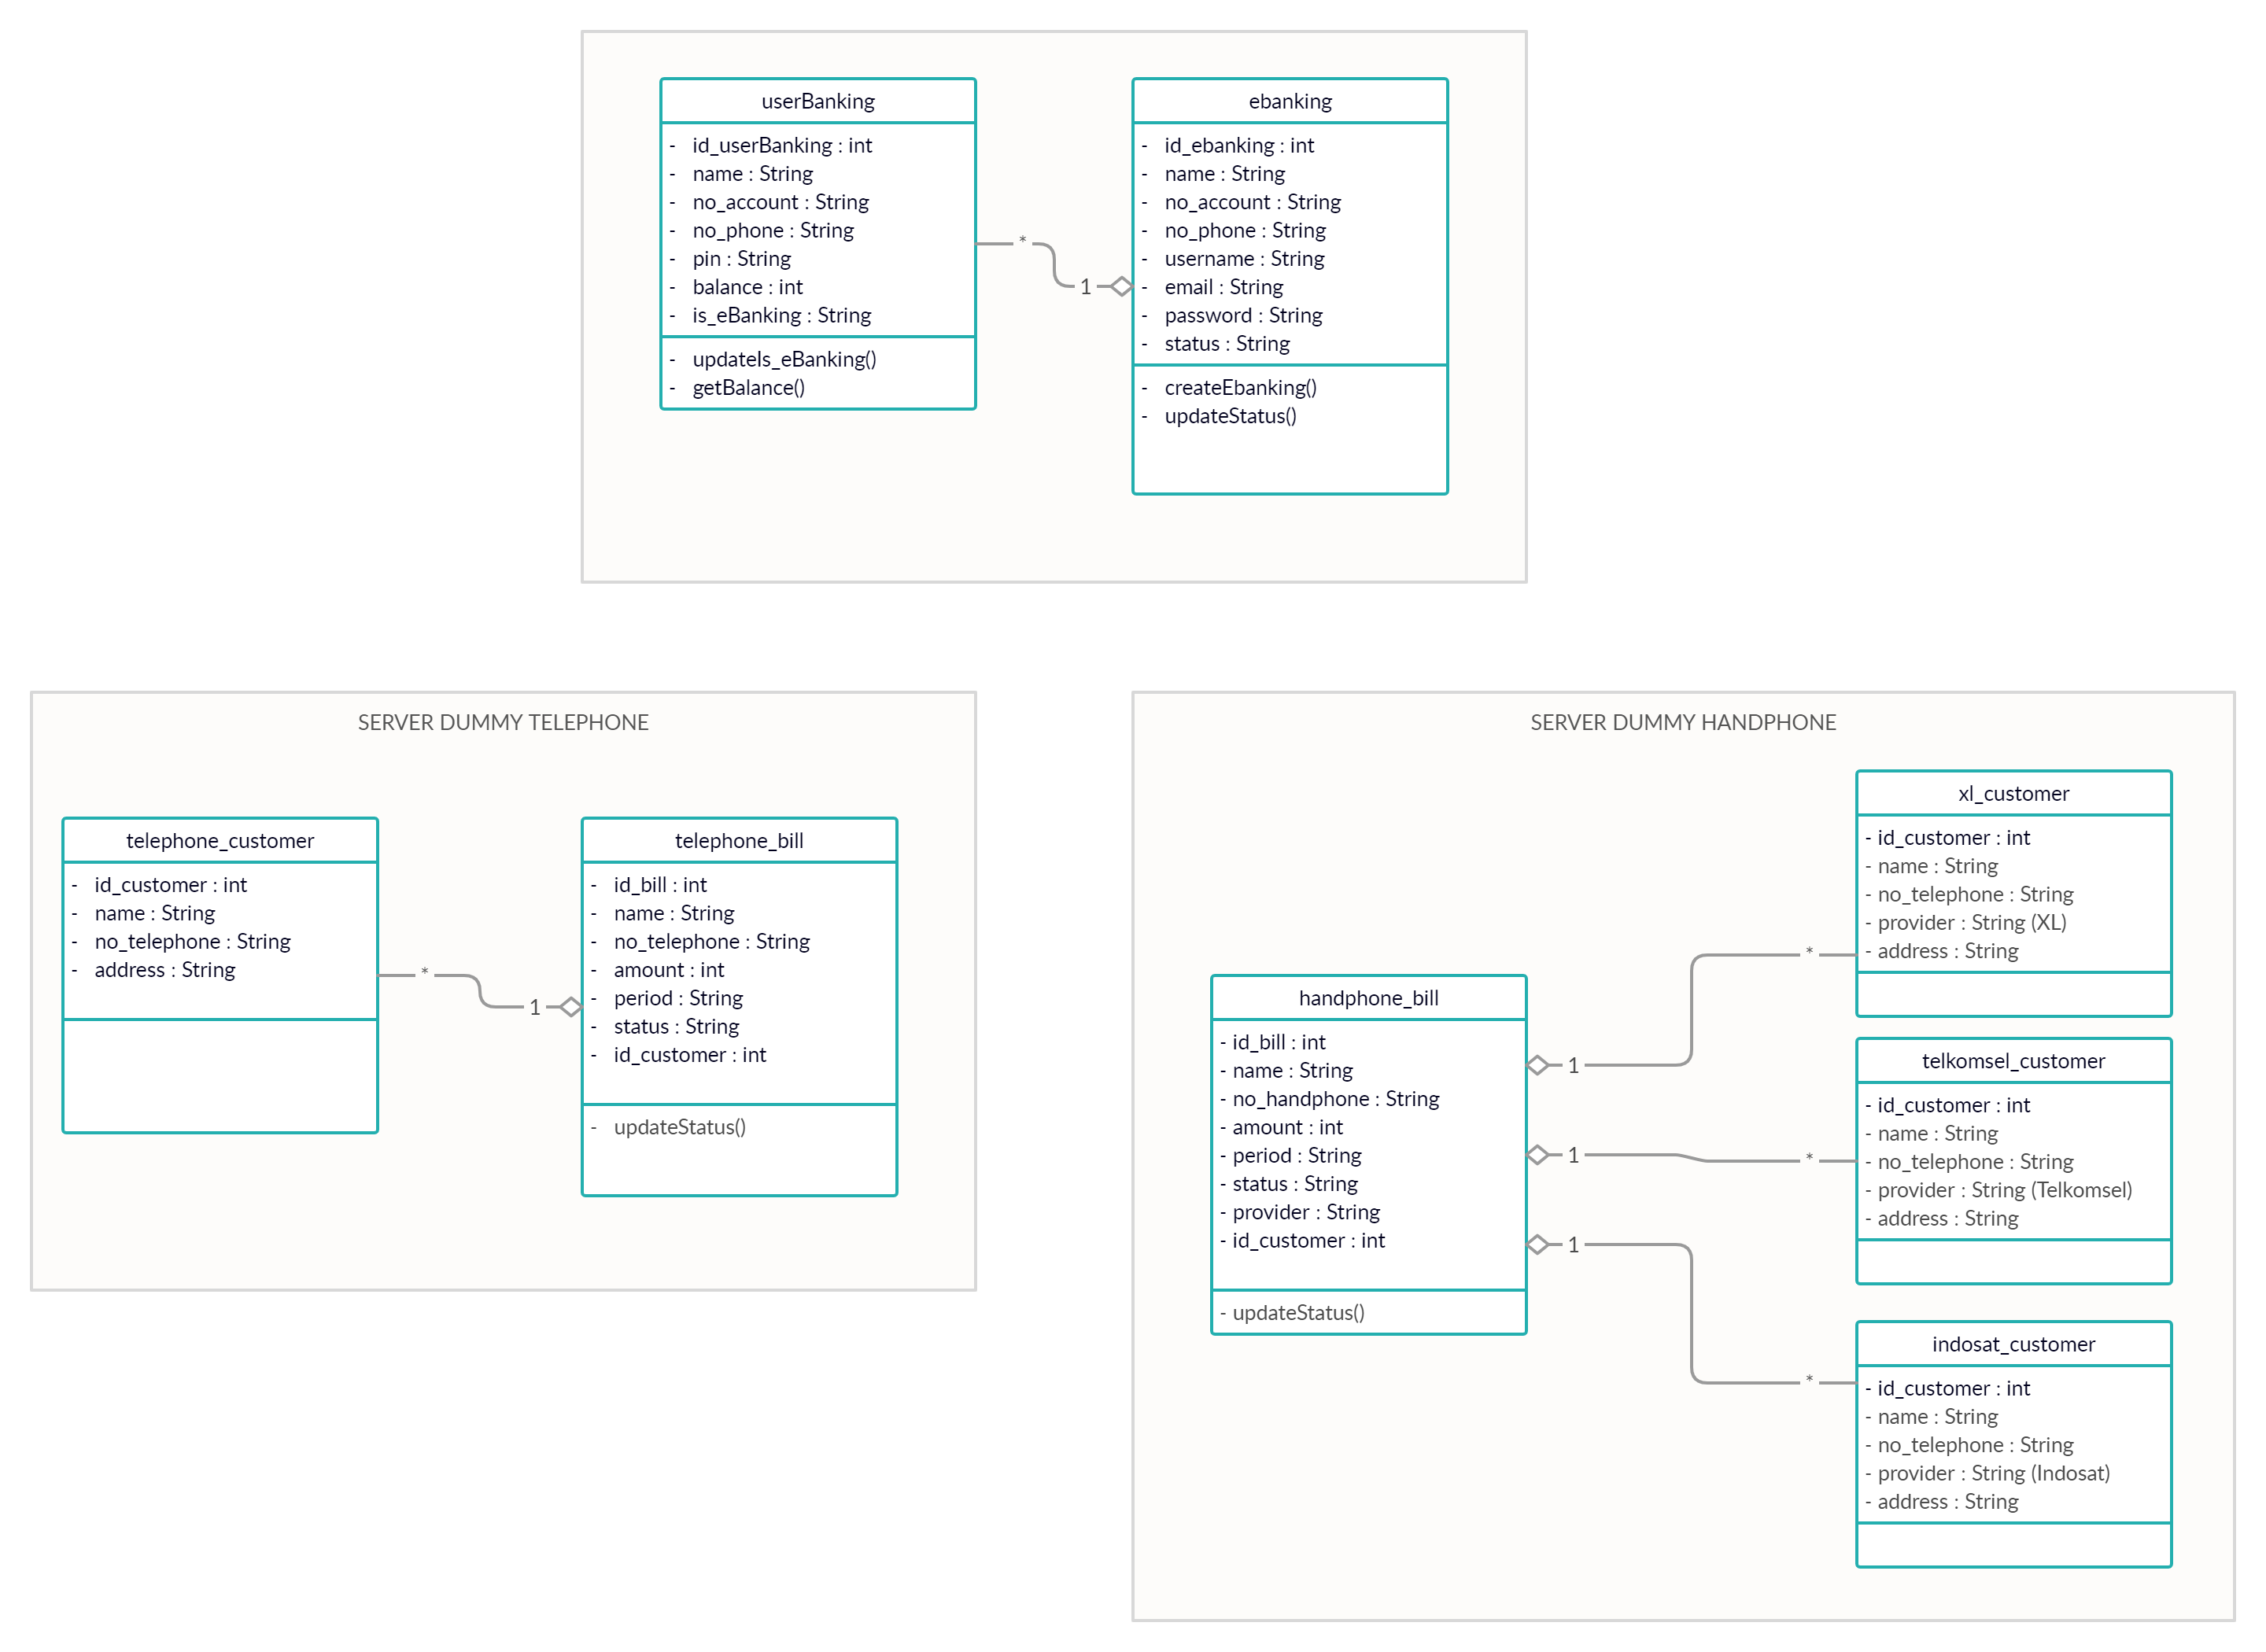 userBanking
- id_userBanking : int
- name : String
- no_account : String
- no_phone : String
- pin : String
- balance : int
- is_eBanking : String
- updateIs_eBanking()
- getBalance()
*
1
ebanking
- id_ebanking : int
- name : String
- no_account : String
- no_phone : String
- username : String
- email : String
- password : String
- status : String
- createEbanking()
- updateStatus()
SERVER DUMMY TELEPHONE
telephone_customer
- id_customer : int
- name : String
- no_telephone : String
- address : String
*
1
telephone_bill
- id_bill : int
- name : String
- no_telephone : String
- amount : int
- period : String
- status : String
- id_customer : int
- updateStatus()
SERVER DUMMY HANDPHONE
handphone_bill
- id_bill : int
- name : String
- no_handphone : String
- amount : int
- period : String
- status : String
- provider : String
- id_customer : int
- updateStatus()
1
*
1
*
1
*
xl_customer
- id_customer : int
- name : String
- no_telephone : String
- provider : String (XL)
- address : String
telkomsel_customer
- id_customer : int
- name : String
- no_telephone : String
- provider : String (Telkomsel)
- address : String
indosat_customer
- id_customer : int
- name : String
- no_telephone : String
- provider : String (Indosat)
- address : String